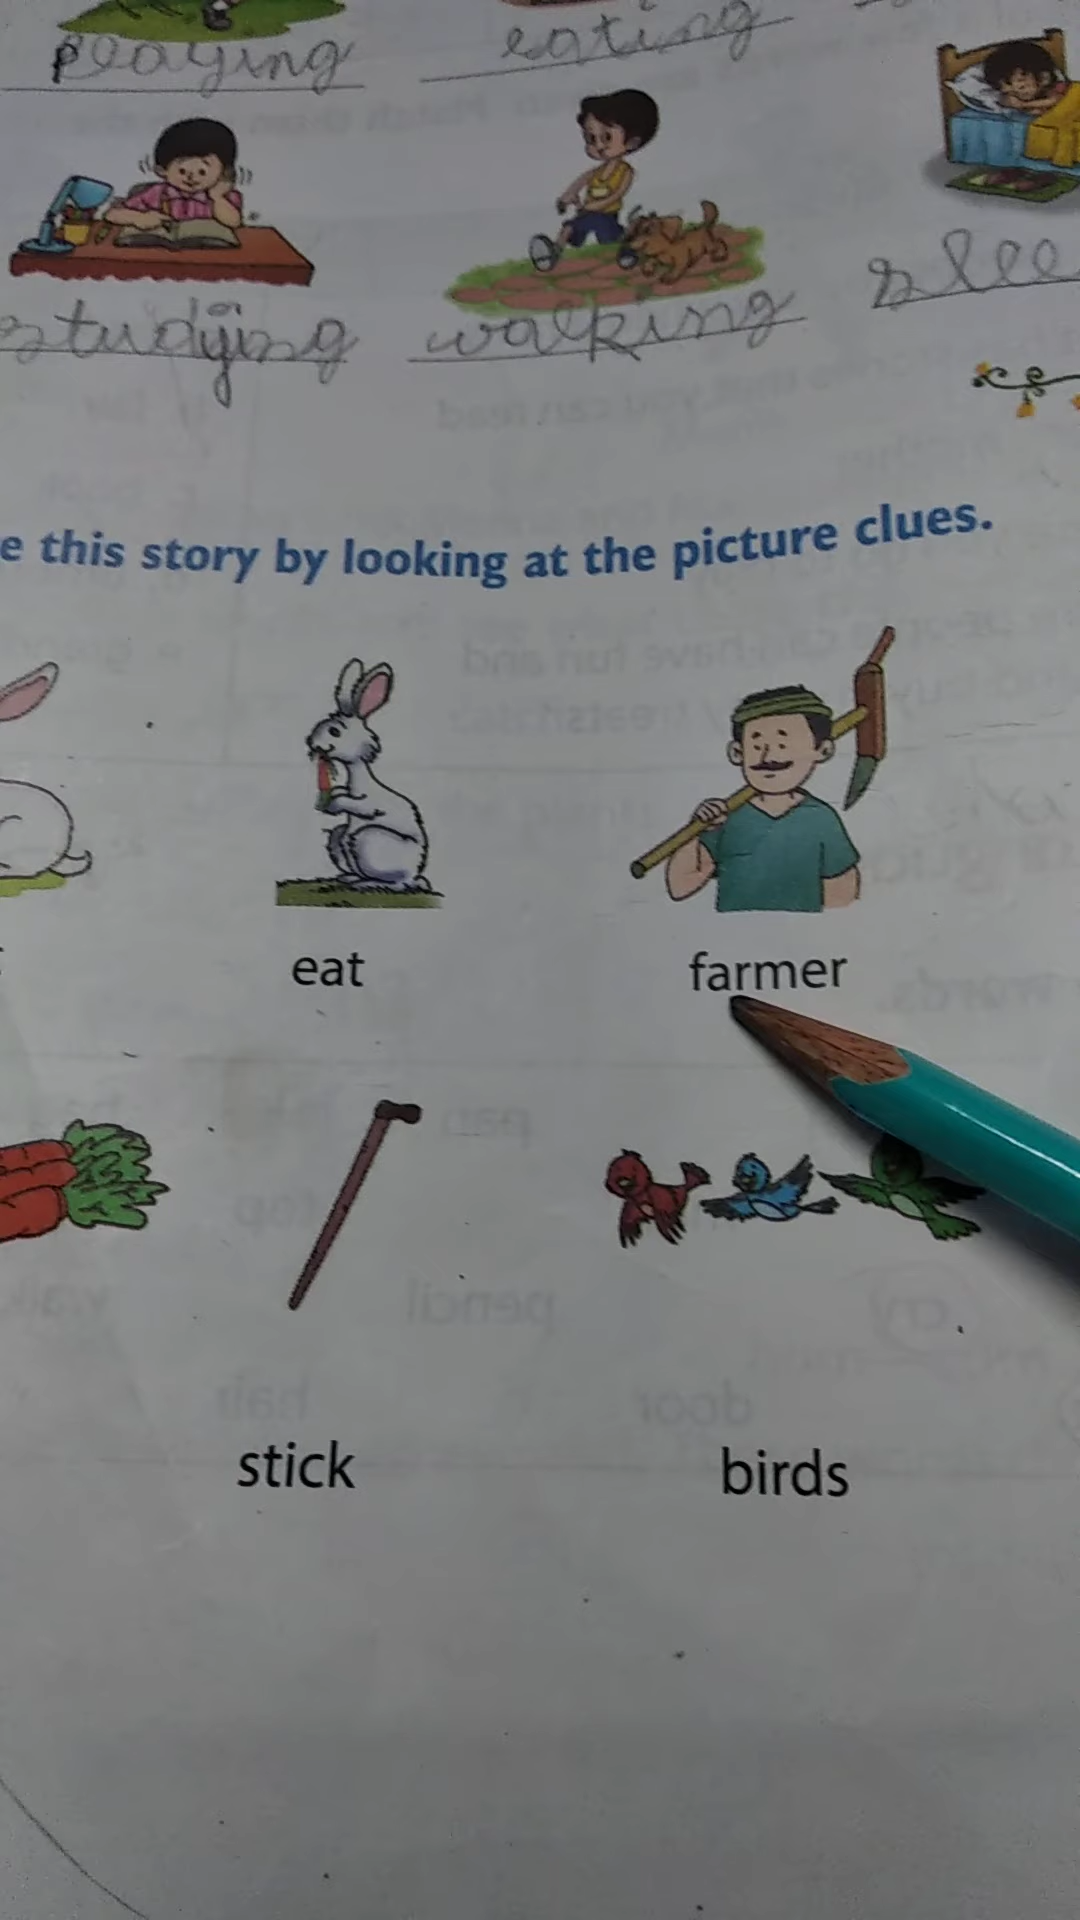 playing eating
studying walking slee
e this story by looking at the picture clues.
eat farmer
stick birds